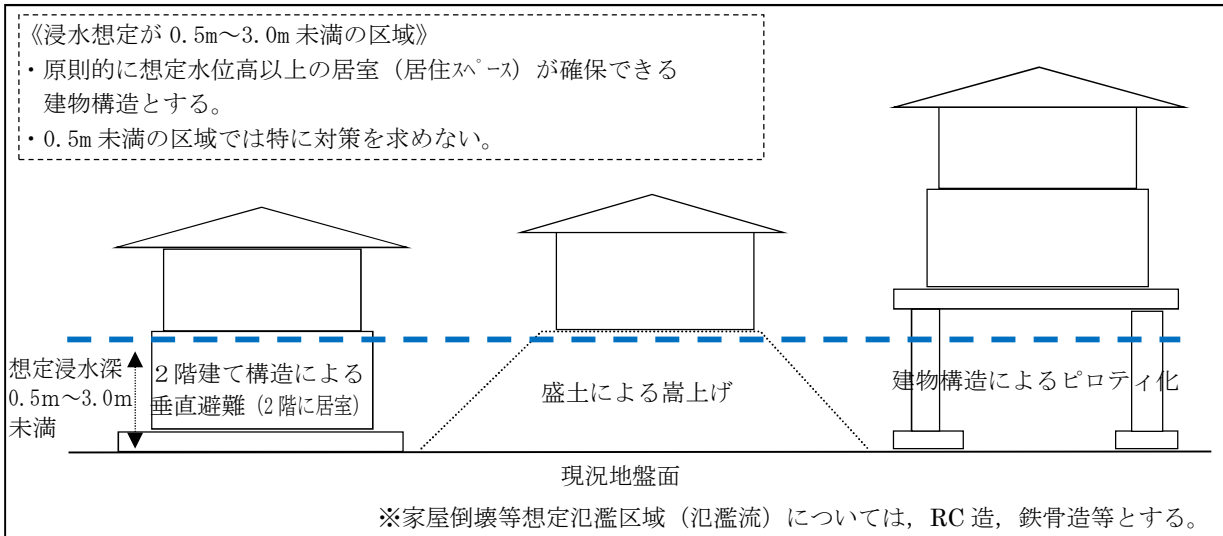 《浸水想定が 0.5m～3.0m 未満の区域》
・原則的に想定水位高以上の居室（居住ｽﾍﾟｰｽ）が確保できる
建物構造とする。
・0.5m 未満の区域では特に対策を求めない。
想定浸水深
0.5m～3.0m
未満
２階建て構造による
垂直避難（2 階に居室）
盛土による嵩上げ
建物構造によるピロティ化
現況地盤面
※家屋倒壊等想定氾濫区域（氾濫流）については，RC 造，鉄骨造等とする。